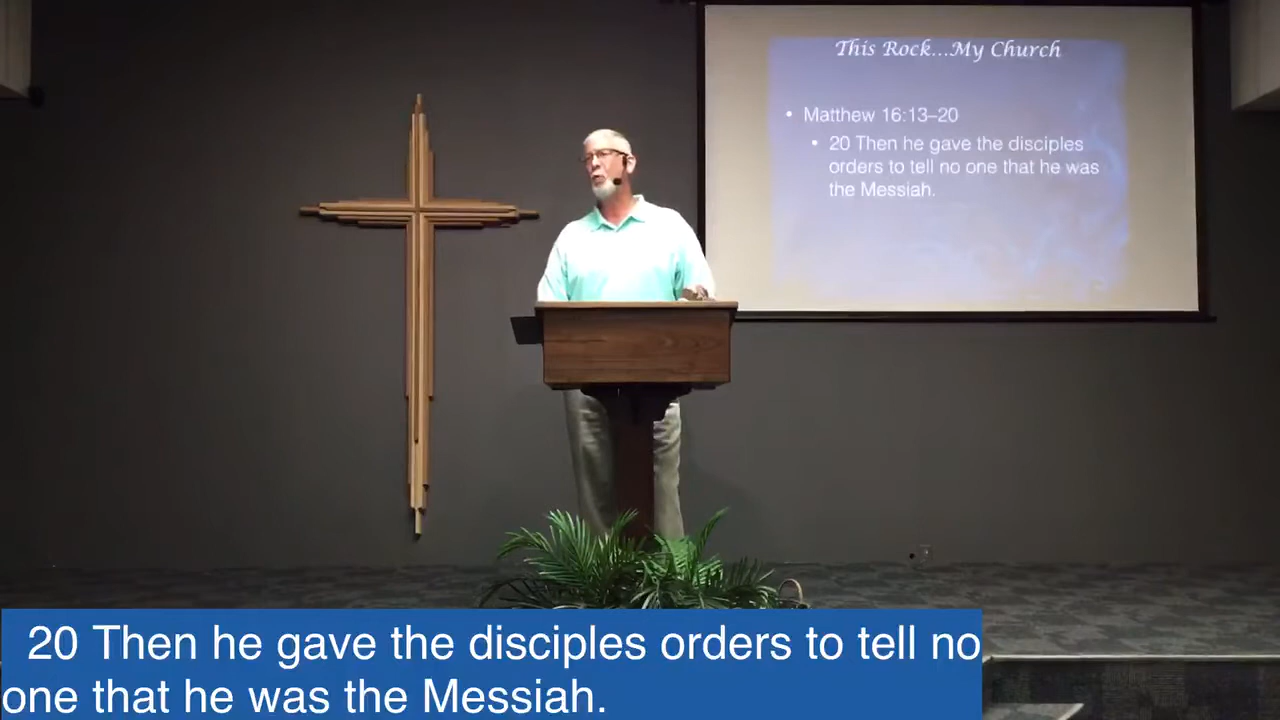 This Rock...My Church
• Matthew 16:13–20
• 20 Then he gave the disciples
orders to tell no one that he was
the Messiah.
20 Then he gave the disciples orders to tell no
one that he was the Messiah.